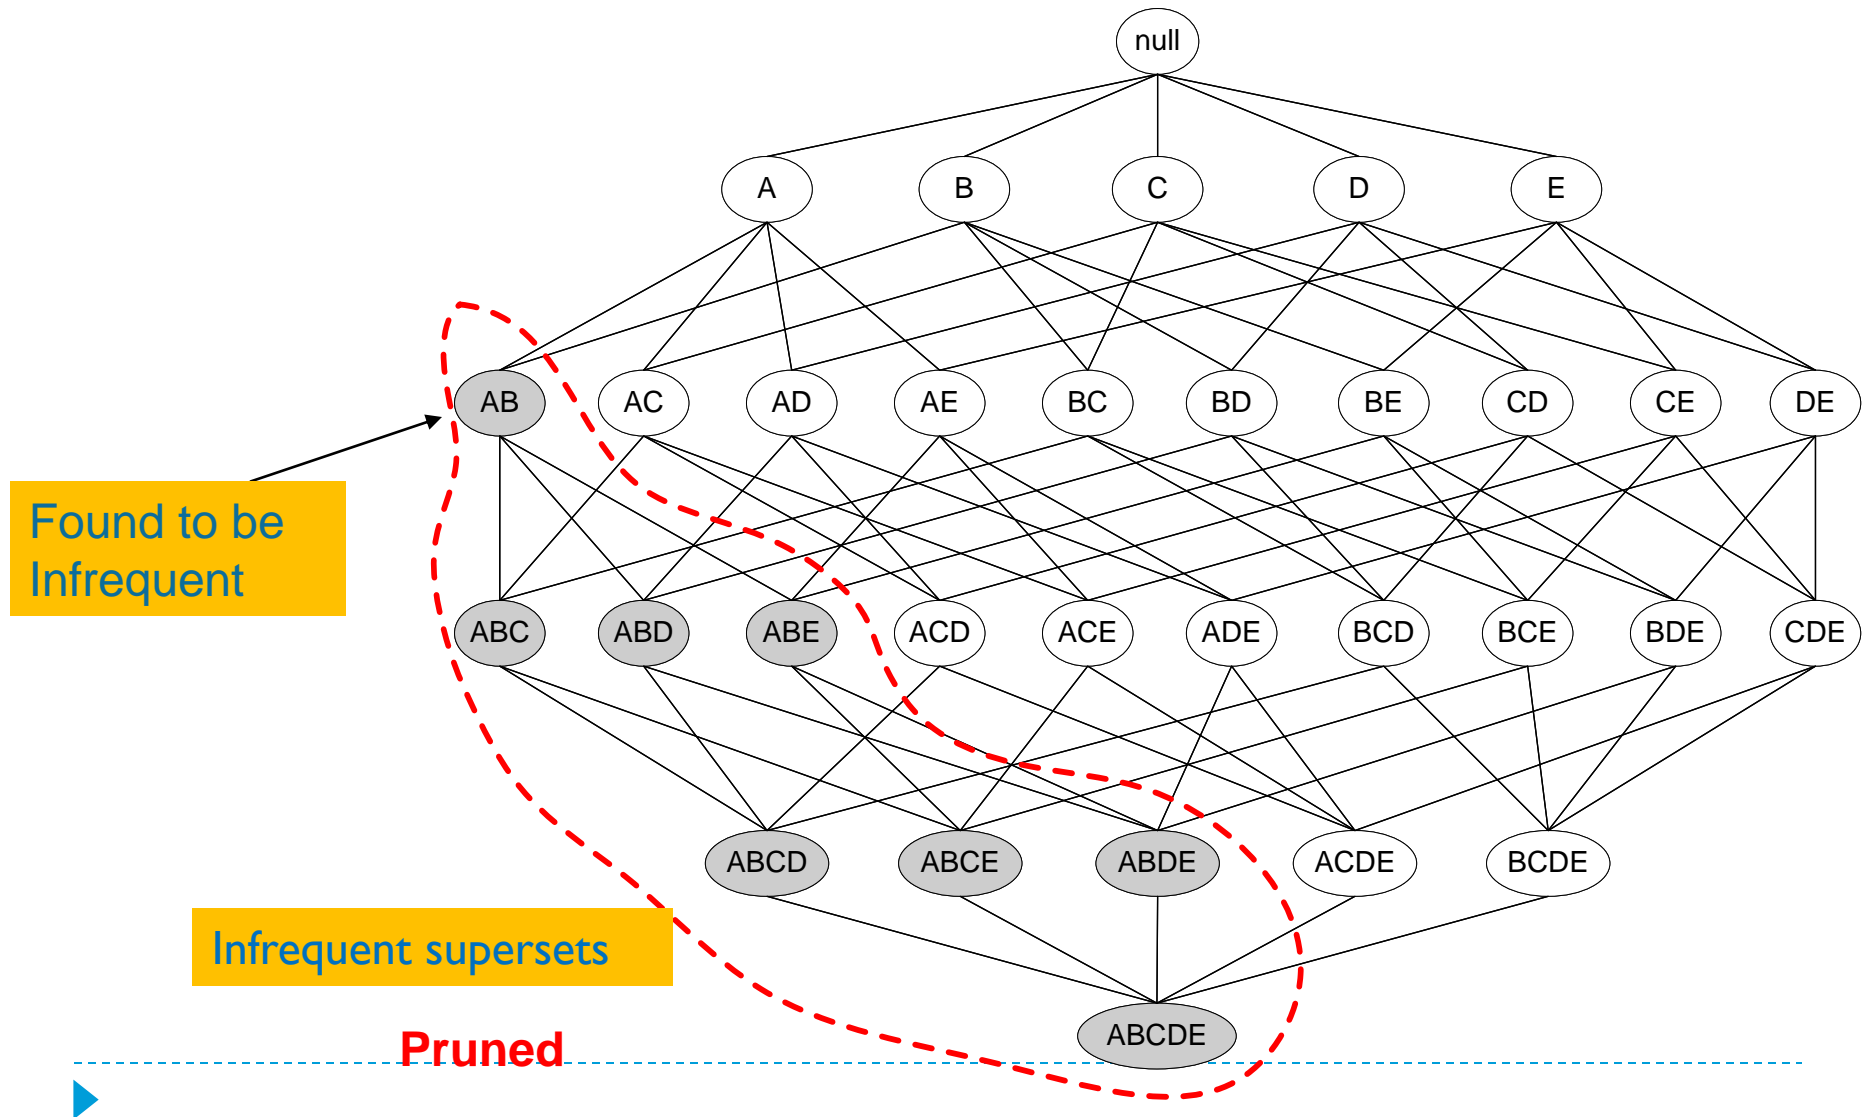 null
A B C D E
AB AC AD AE BC BD BE CD CE DE
Found to be
Infrequent
ABC ABD ABE ACD ACE ADE BCD BCE BDE CDE
ABCD ABCE ABDE ACDE BCDE
Infrequent supersets
ABCDE
Pruned